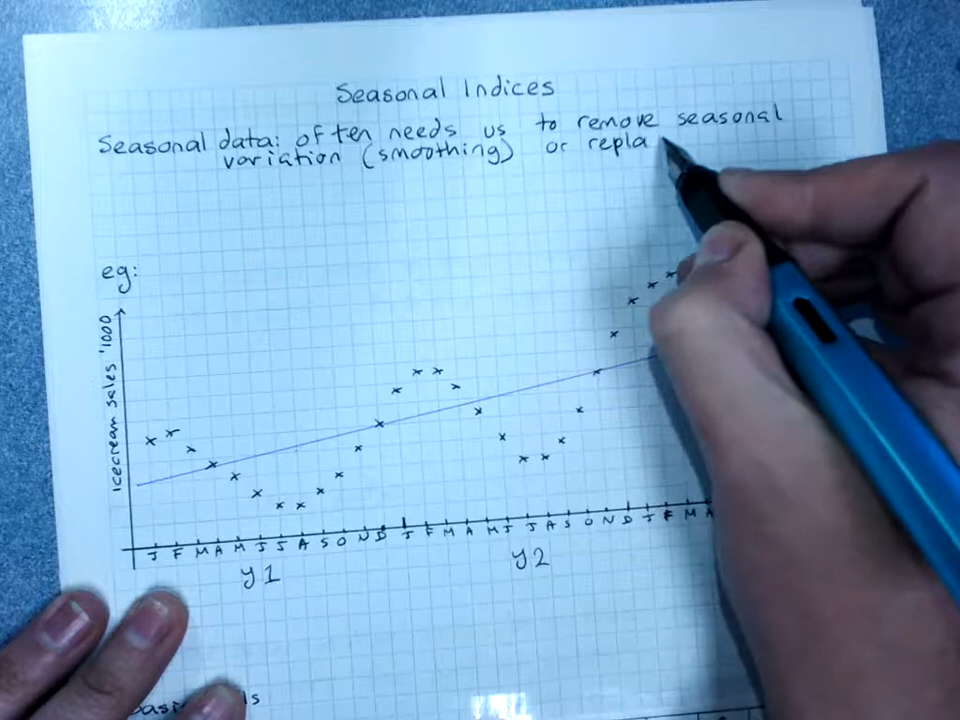 Seasonal Indices
Seasonal data: often needs us to remove seasonal
variation (smoothing) or repla
eg:
icecream sales '1000
J F M A M J J A S O N D J F M A M J J A S O N D J F M A
y1 y2